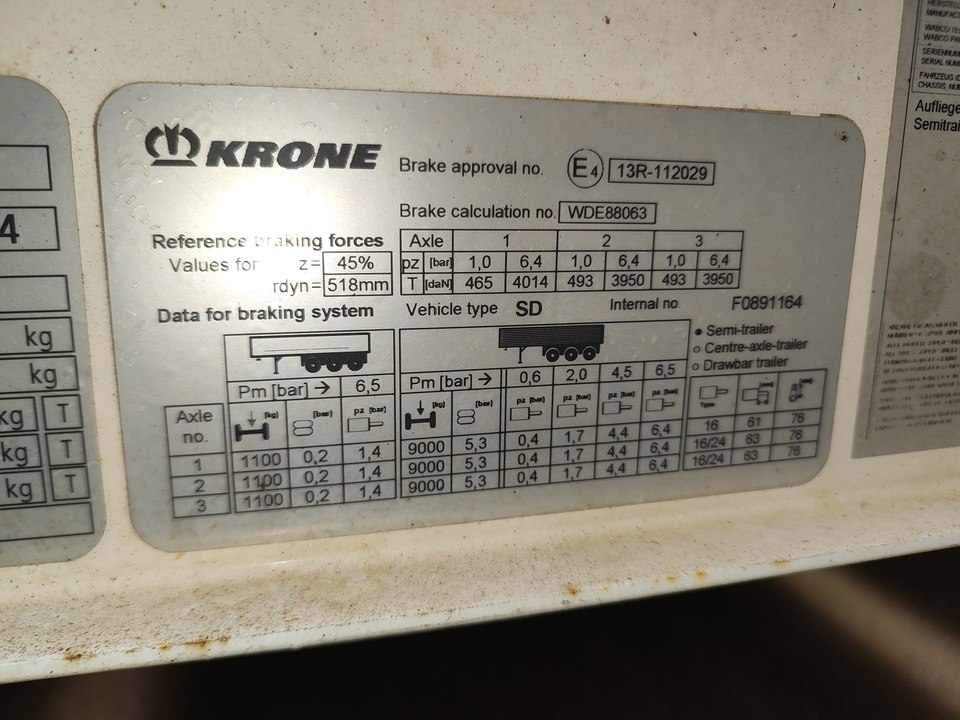 KRONE
Brake approval no. E4 13R-112029
Brake calculation no. WDE88063
Reference braking forces
Values for z= 45%
rdyn= 518mm
Axle 1 2 3
pz [bar] 1,0 6,4 1,0 6,4 1,0 6,4
T [daN] 465 4014 493 3950 493 3950
Data for braking system
Vehicle type SD
Internal no F0891164
• Semi-trailer
o Centre-axle-trailer
o Drawbar trailer
Pm [bar] → 6,5
Pm [bar] → 0,6 2,0 4,5 6,5
Axle no. [kg] [bar] pz [bar]
[kg] [bar] pz [bar] pz [bar] pz [bar] pz [bar] Type [mm] [mm]
1 1100 0,2 1,4 9000 5,3 0,4 1,7 4,4 6,4 16 61 76
2 1100 0,2 1,4 9000 5,3 0,4 1,7 4,4 6,4 16/24 63 76
3 1100 0,2 1,4 9000 5,3 0,4 1,7 4,4 6,4 16/24 63 76
4
kg
kg
kg T
kg T
kg T
Semitrai